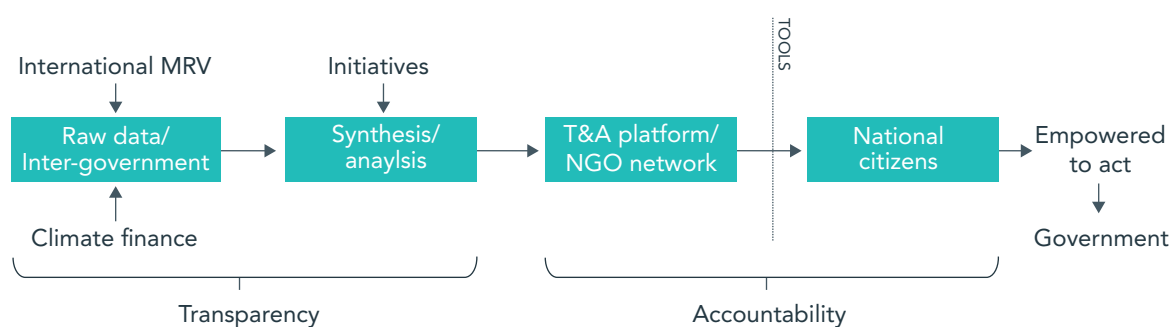 TOOLS
International MRV
Initiatives
Raw data/
Inter-government
Synthesis/
anaylsis
T&A platform/
NGO network
National
citizens
Empowered
to act
Climate finance
Government
Transparency
Accountability